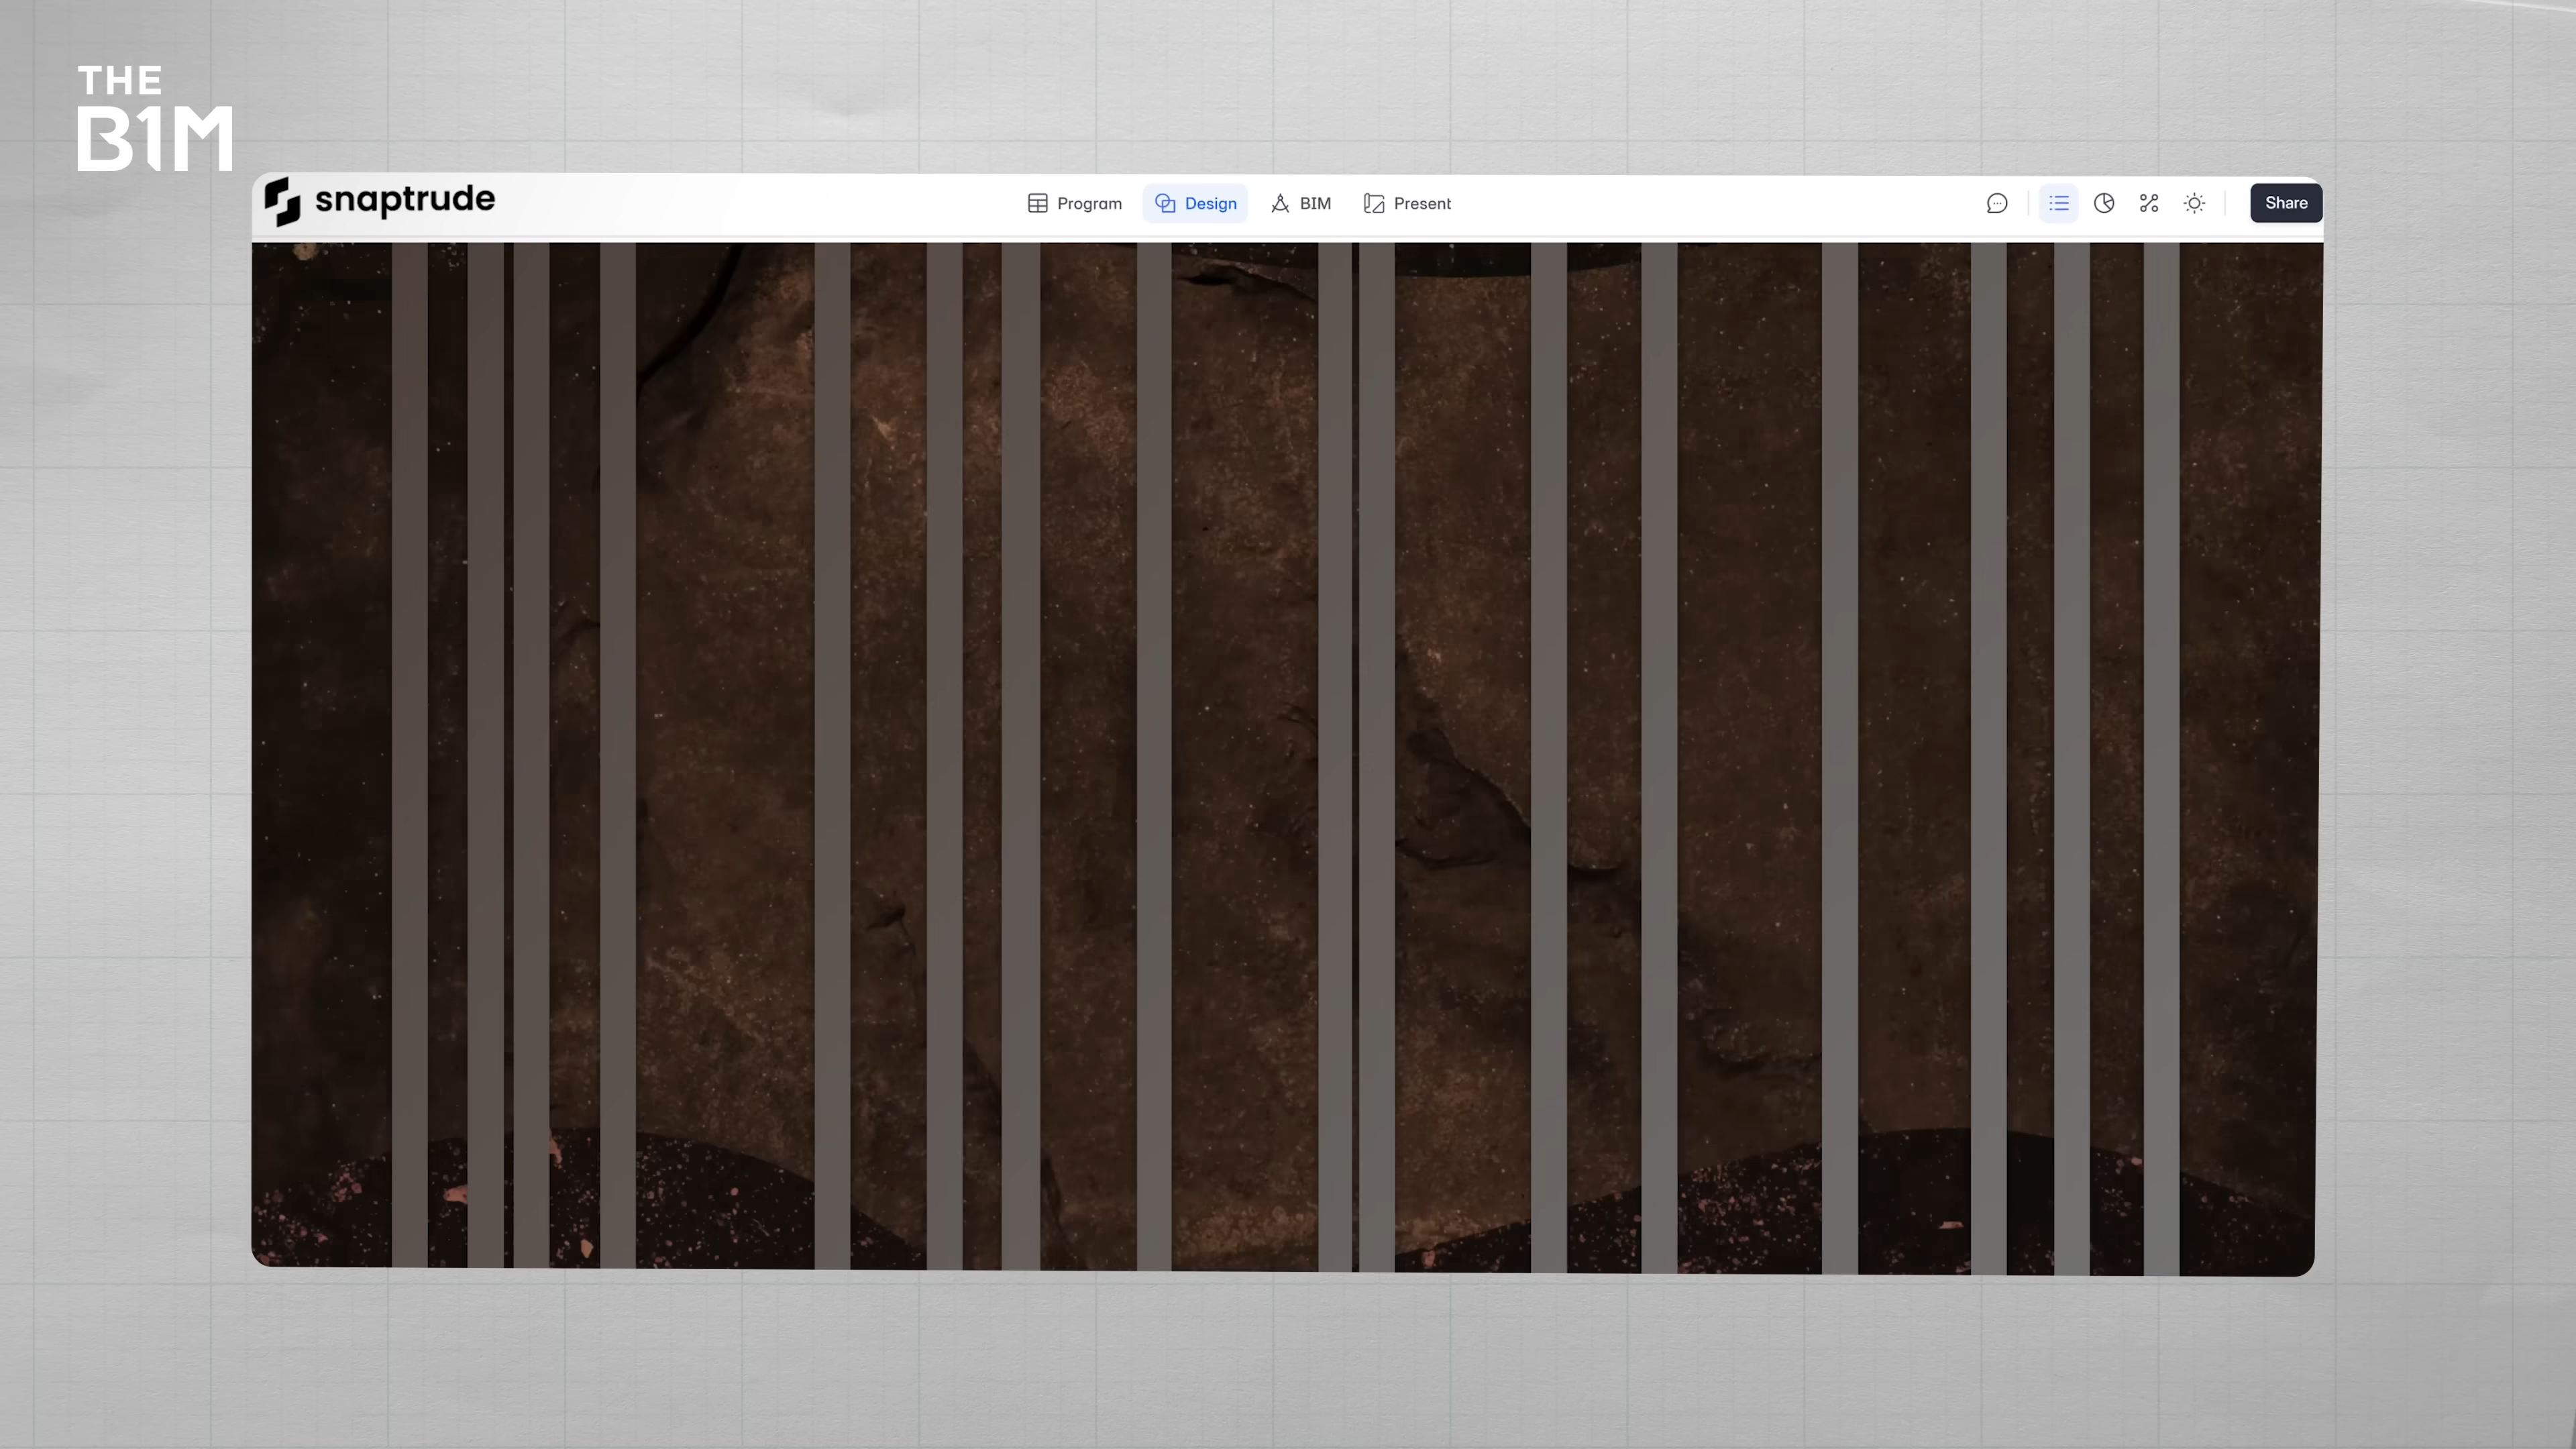 THE
B1M
snaptrude
Program
Design
BIM
Present
Share